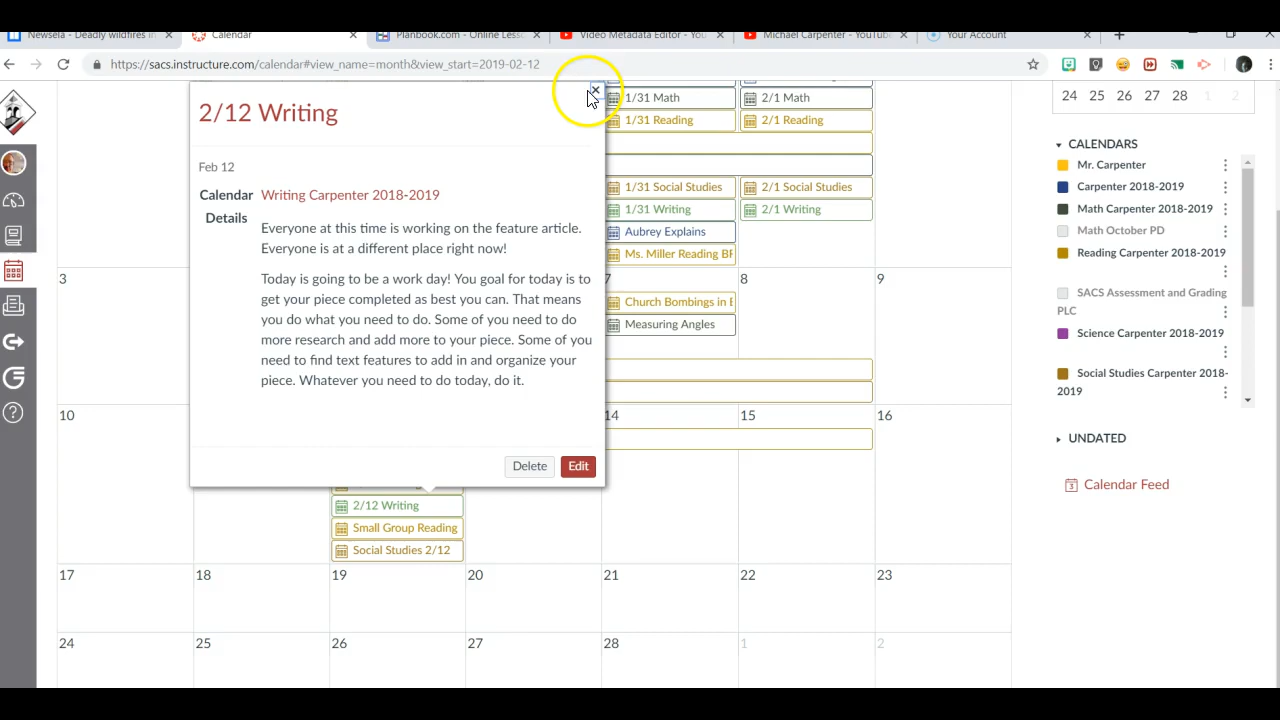 Newsela - Deadly wildfires in
Calendar
Planbook.com - Online Less
Video Metadata Editor - You
Michael Carpenter - YouTub
Your Account
https://sacs.instructure.com/calendar#view_name=month&view_start=2019-02-12
2/12 Writing
Feb 12
Calendar Writing Carpenter 2018-2019
Details
Everyone at this time is working on the feature article.
Everyone is at a different place right now!
Today is going to be a work day! You goal for today is to
get your piece completed as best you can. That means
you do what you need to do. Some of you need to do
more research and add more to your piece. Some of you
need to find text features to add in and organize your
piece. Whatever you need to do today, do it.
Delete Edit
1/31 Math 2/1 Math
1/31 Reading 2/1 Reading
1/31 Social Studies 2/1 Social Studies
1/31 Writing 2/1 Writing
Aubrey Explains
Ms. Miller Reading BF
3 7 8 9
Church Bombings in E
Measuring Angles
10 14 15 16
2/12 Writing
Small Group Reading
Social Studies 2/12
17 18 19 20 21 22 23
24 25 26 27 28 1 2
24 25 26 27 28 1 2
CALENDARS
Mr. Carpenter
Carpenter 2018-2019
Math Carpenter 2018-2019
Math October PD
Reading Carpenter 2018-2019
SACS Assessment and Grading
PLC
Science Carpenter 2018-2019
Social Studies Carpenter 2018-
2019
UNDATED
Calendar Feed